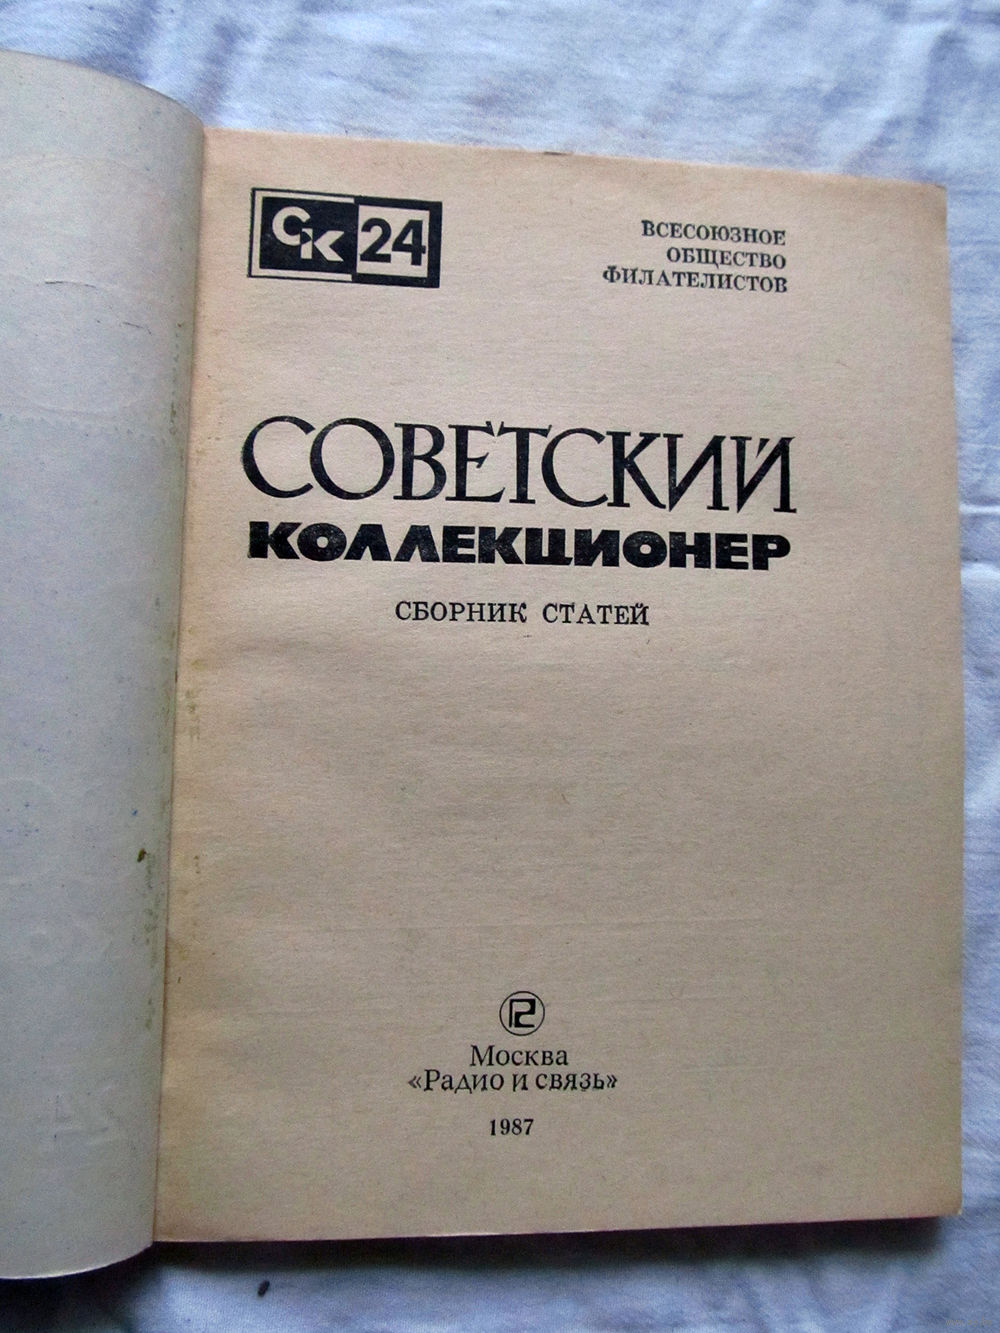 СК 24
ВСЕСОЮЗНОЕ
ОБЩЕСТВО
ФИЛАТЕЛИСТОВ
СОВЕТСКИЙ
КОЛЛЕКЦИОНЕР
СБОРНИК СТАТЕЙ
Москва
«Радио и связь»
1987